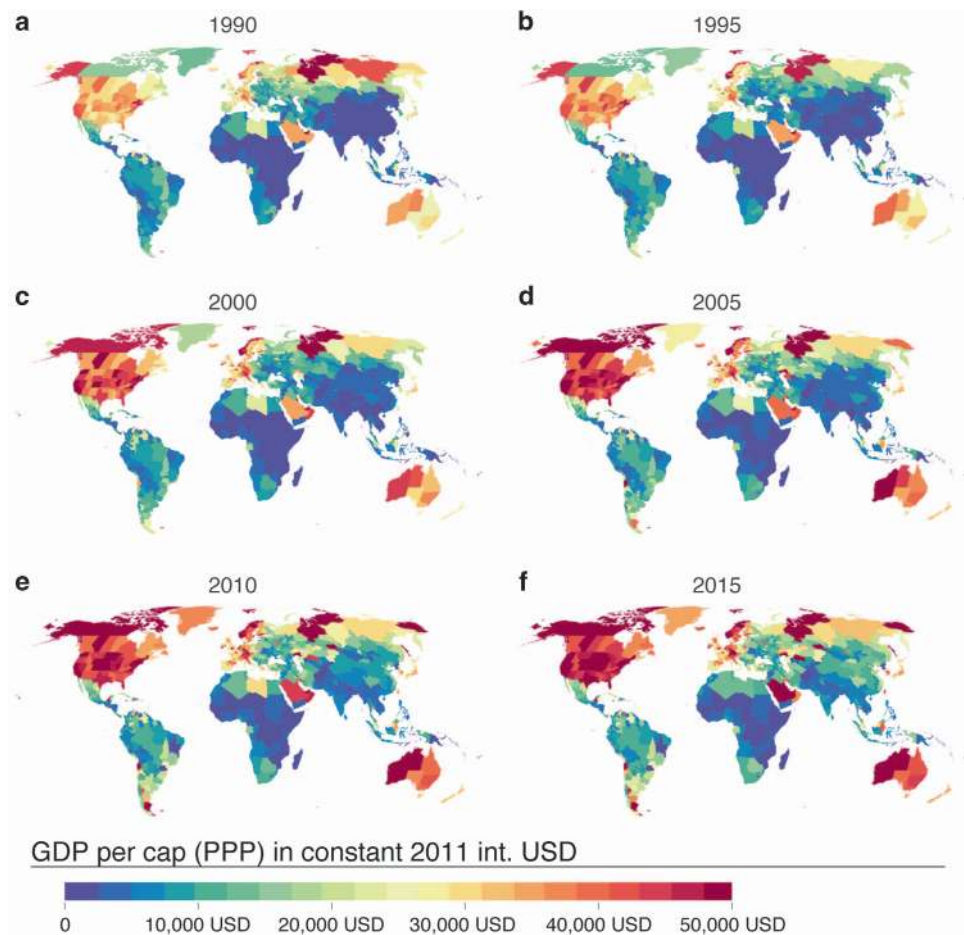 a
1990
b
1995
c
2000
d
2005
e
2010
f
2015
GDP per cap (PPP) in constant 2011 int. USD
0 10,000 USD 20,000 USD 30,000 USD 40,000 USD 50,000 USD